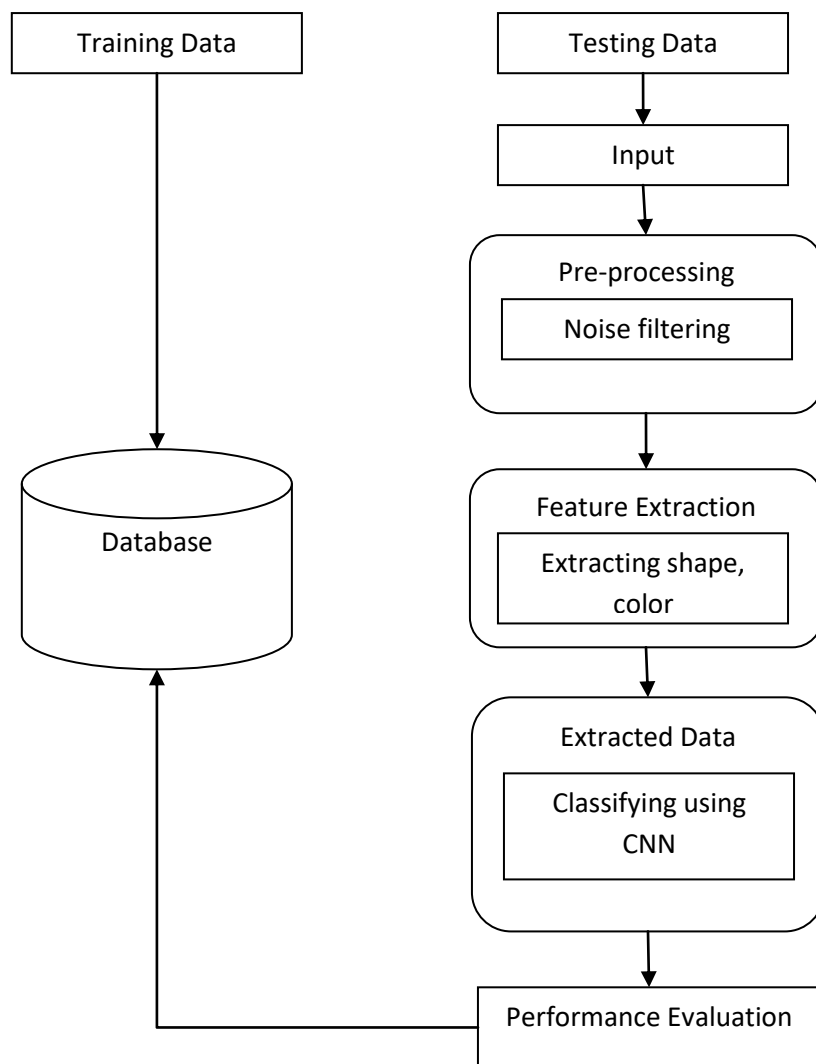 Training Data
Testing Data
Input
Pre-processing
Noise filtering
Database
Feature Extraction
Extracting shape,
color
Extracted Data
Classifying using
CNN
Performance Evaluation